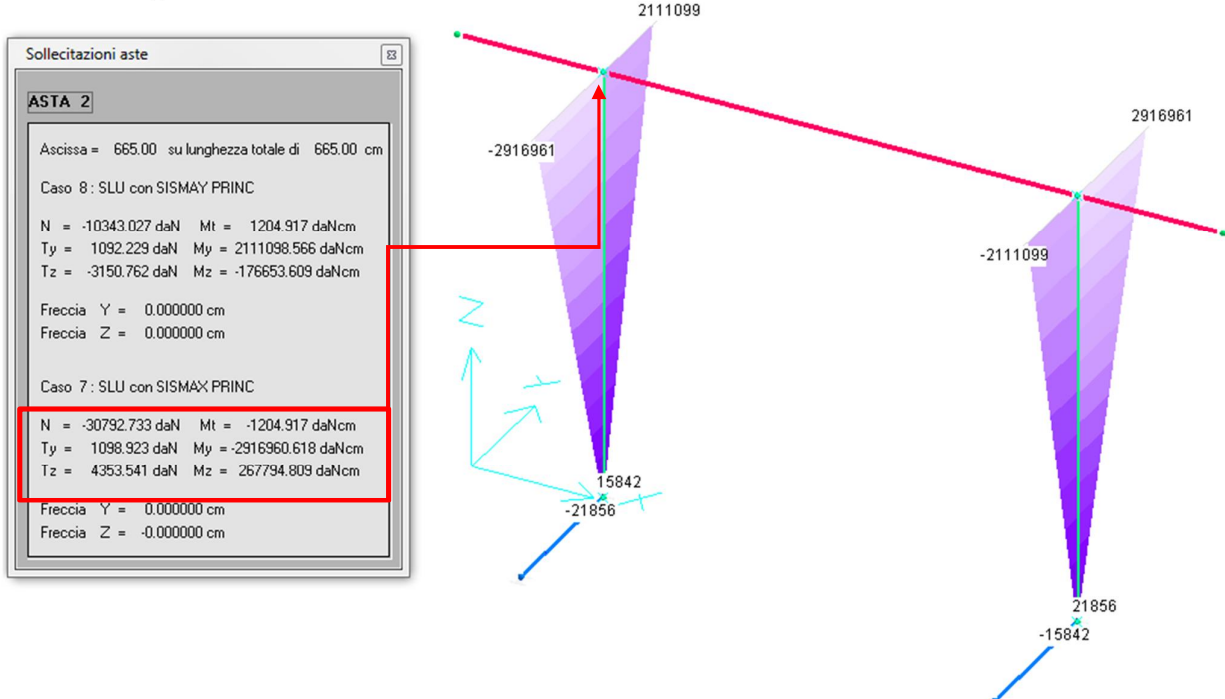 Sollecitazioni aste
ASTA 2
Ascissa = 665.00 su lunghezza totale di 665.00 cm
Caso 8 : SLU con SISMAY PRINC
N = -10343.027 daN Mt = 1204.917 daNcm
Ty = 1092.229 daN My = 2111098.566 daNcm
Tz = -3150.762 daN Mz = -176653.609 daNcm
Freccia Y = 0.000000 cm
Freccia Z = 0.000000 cm
Caso 7 : SLU con SISMAX PRINC
N = -30792.733 daN Mt = -1204.917 daNcm
Ty = 1098.923 daN My = -2916960.618 daNcm
Tz = 4353.541 daN Mz = 267794.809 daNcm
Freccia Y = 0.000000 cm
Freccia Z = -0.000000 cm
2111099
-2916961
2916961
-2111099
Z
Y
X
15842
-21856
21856
-15842